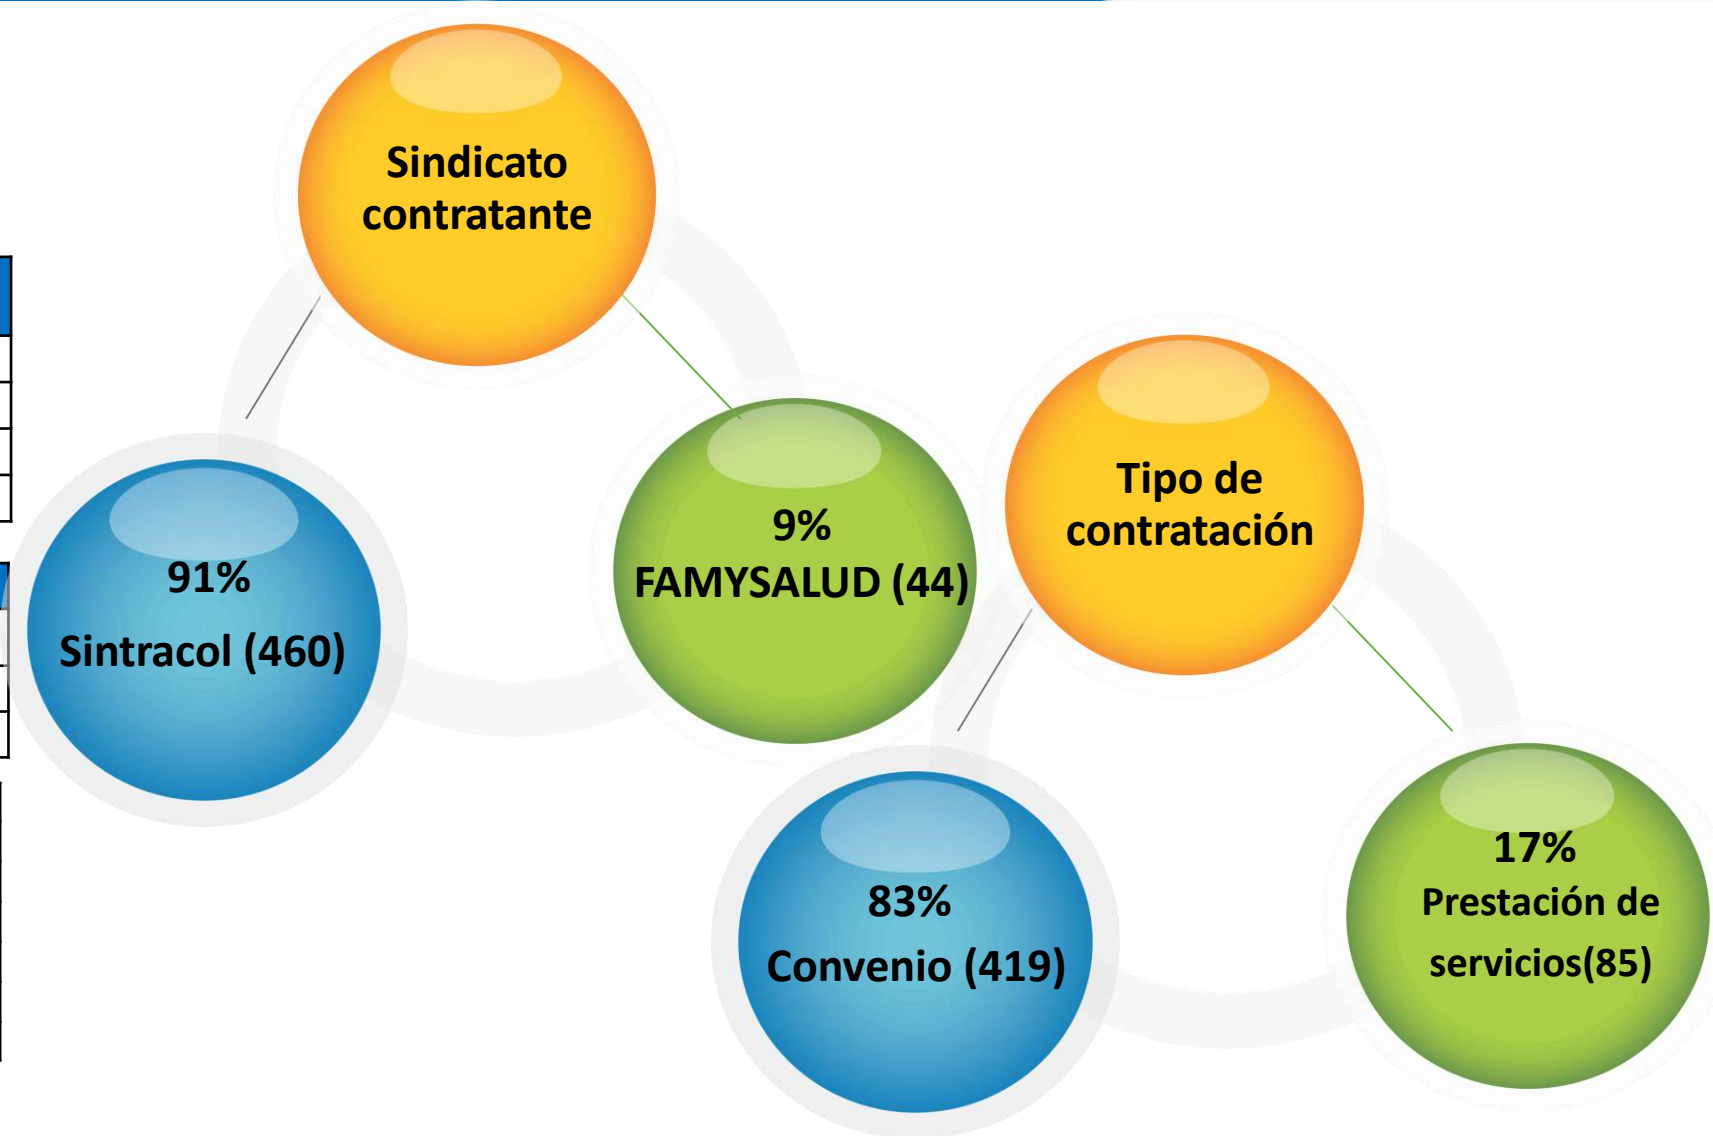 Sindicato
contratante
91%
Sintracol (460)
9%
FAMYSALUD (44)
Tipo de
contratación
83%
Convenio (419)
17%
Prestación de
servicios(85)